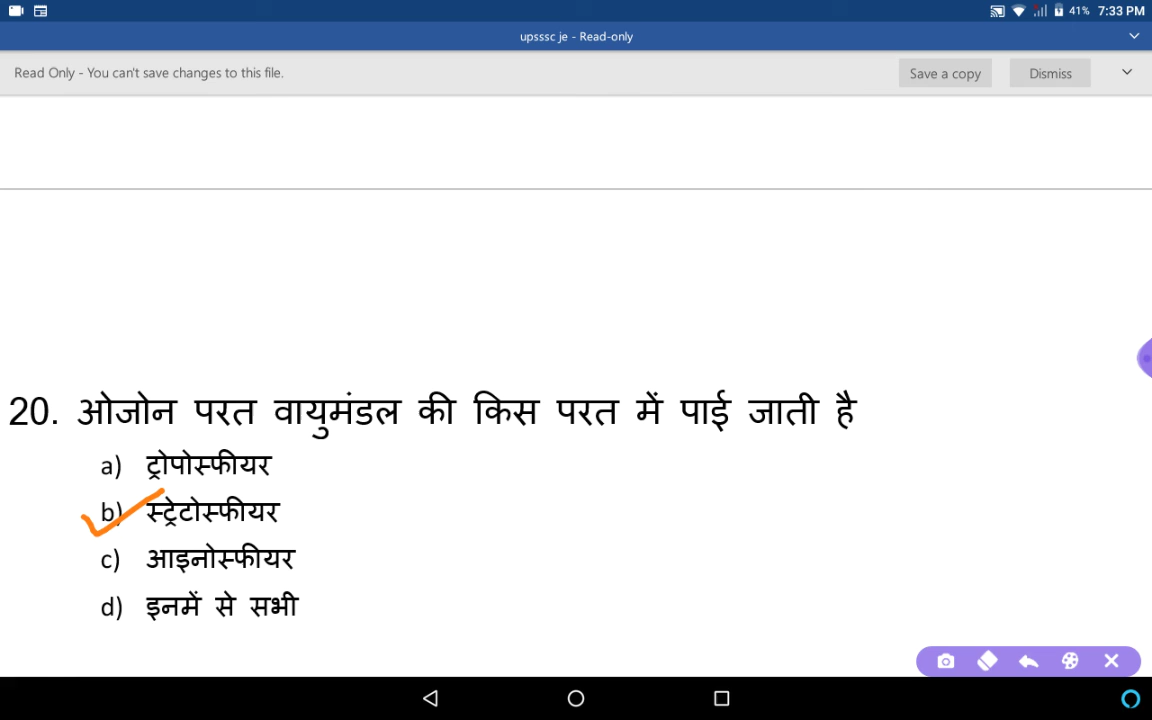 41% 7:33 PM
upsssc je - Read-only
Read Only - You can't save changes to this file. Save a copy Dismiss
20. ओजोन परत वायुमंडल की किस परत में पाई जाती है
a) ट्रोपोस्फीयर
b) स्ट्रेटोस्फीयर
c) आइनोस्फीयर
d) इनमें से सभी